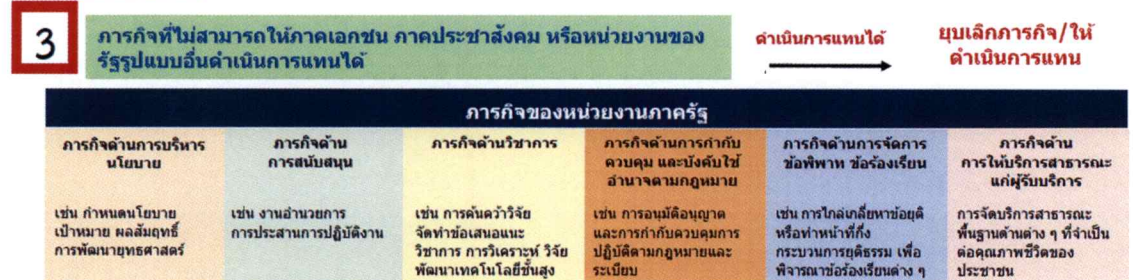 3
ภารกิจที่ไม่สามารถให้ภาคเอกชน ภาคประชาสังคม หรือหน่วยงานของ
รัฐรูปแบบอื่นดำเนินการแทนได้
ดำเนินการแทนได้
ยุบเลิกภารกิจ/ให้
ดำเนินการแทน
ภารกิจของหน่วยงานภาครัฐ
ภารกิจด้านการบริหาร
นโยบาย
เช่น กำหนดนโยบาย
เป้าหมาย ผลสัมฤทธิ์
การพัฒนายุทธศาสตร์
ภารกิจด้าน
การสนับสนุน
เช่น งานอำนวยการ
การประสานการปฏิบัติงาน
ภารกิจด้านวิชาการ
เช่น การค้นคว้าวิจัย
จัดทำข้อเสนอแนะ
วิชาการ การวิเคราะห์ วิจัย
พัฒนาเทคโนโลยีชั้นสูง
ภารกิจด้านการกำกับ
ควบคุม และบังคับใช้
อำนาจตามกฎหมาย
เช่น การอนุมัติอนุญาต
และการกำกับควบคุมการ
ปฏิบัติตามกฎหมายและ
ระเบียบ
ภารกิจด้านการจัดการ
ข้อพิพาท ข้อร้องเรียน
เช่น การไกล่เกลี่ยหาข้อยุติ
หรือทำหน้าที่กึ่ง
กระบวนการยุติธรรม เพื่อ
พิจารณาข้อร้องเรียนต่าง ๆ
ภารกิจด้าน
การให้บริการสาธารณะ
แก่ผู้รับบริการ
การจัดบริการสาธารณะ
พื้นฐานด้านต่าง ๆ ที่จำเป็น
ต่อคุณภาพชีวิตของ
ประชาชน